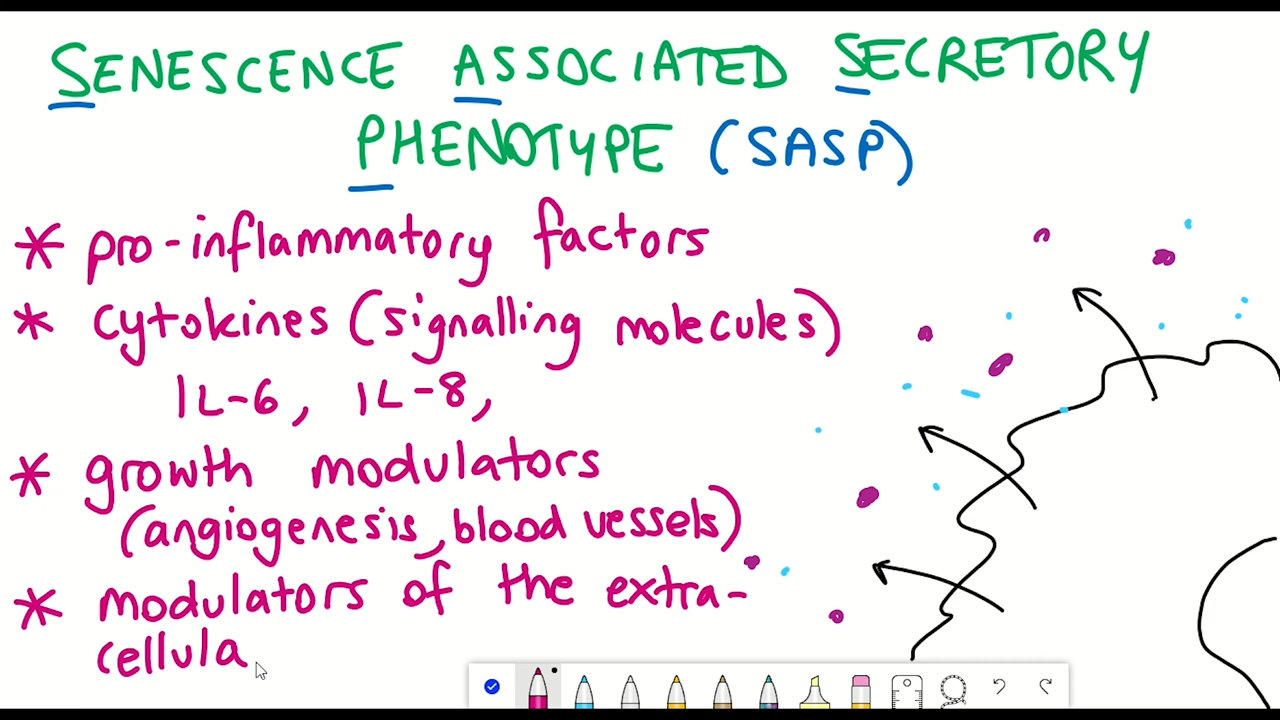 SENESCENCE ASSOCIATED SECRETORY
PHENOTYPE (SASP)
* pro-inflammatory factors
* cytokines (signalling molecules)
IL-6, IL-8,
* growth modulators
(angiogenesis, blood vessels)
* modulators of the extra-
cellula